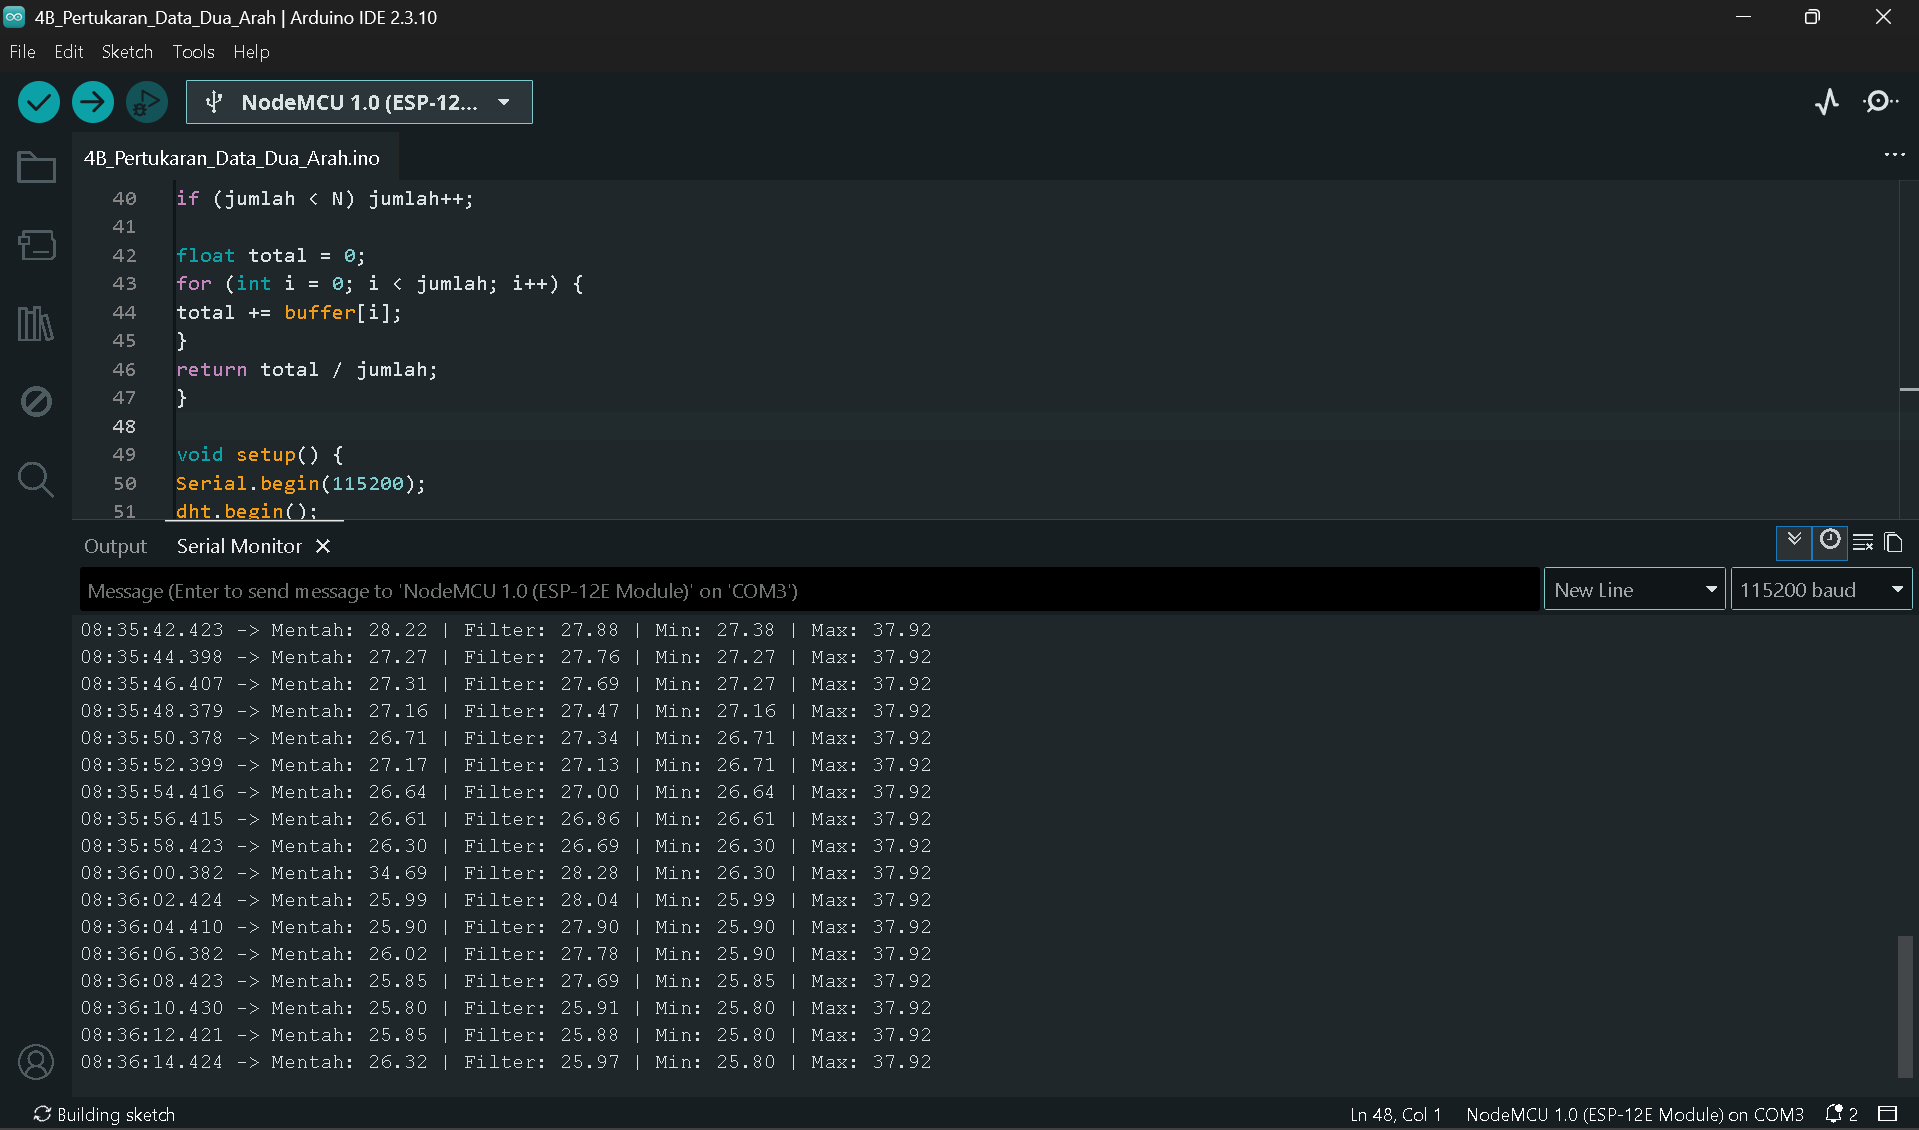 4B_Pertukaran_Data_Dua_Arah | Arduino IDE 2.3.10
File Edit Sketch Tools Help
NodeMCU 1.0 (ESP-12...
4B_Pertukaran_Data_Dua_Arah.ino
40 if (jumlah < N) jumlah++;
41
42 float total = 0;
43 for (int i = 0; i < jumlah; i++) {
44 total += buffer[i];
45 }
46 return total / jumlah;
47 }
48
49 void setup() {
50 Serial.begin(115200);
51 dht.begin();
Output Serial Monitor
Message (Enter to send message to 'NodeMCU 1.0 (ESP-12E Module)' on 'COM3') New Line 115200 baud
08:35:42.423 -> Mentah: 28.22 | Filter: 27.88 | Min: 27.38 | Max: 37.92
08:35:44.398 -> Mentah: 27.27 | Filter: 27.76 | Min: 27.27 | Max: 37.92
08:35:46.407 -> Mentah: 27.31 | Filter: 27.69 | Min: 27.27 | Max: 37.92
08:35:48.379 -> Mentah: 27.16 | Filter: 27.47 | Min: 27.16 | Max: 37.92
08:35:50.378 -> Mentah: 26.71 | Filter: 27.34 | Min: 26.71 | Max: 37.92
08:35:52.399 -> Mentah: 27.17 | Filter: 27.13 | Min: 26.71 | Max: 37.92
08:35:54.416 -> Mentah: 26.64 | Filter: 27.00 | Min: 26.64 | Max: 37.92
08:35:56.415 -> Mentah: 26.61 | Filter: 26.86 | Min: 26.61 | Max: 37.92
08:35:58.423 -> Mentah: 26.30 | Filter: 26.69 | Min: 26.30 | Max: 37.92
08:36:00.382 -> Mentah: 34.69 | Filter: 28.28 | Min: 26.30 | Max: 37.92
08:36:02.424 -> Mentah: 25.99 | Filter: 28.04 | Min: 25.99 | Max: 37.92
08:36:04.410 -> Mentah: 25.90 | Filter: 27.90 | Min: 25.90 | Max: 37.92
08:36:06.382 -> Mentah: 26.02 | Filter: 27.78 | Min: 25.90 | Max: 37.92
08:36:08.423 -> Mentah: 25.85 | Filter: 27.69 | Min: 25.85 | Max: 37.92
08:36:10.430 -> Mentah: 25.80 | Filter: 25.91 | Min: 25.80 | Max: 37.92
08:36:12.421 -> Mentah: 25.85 | Filter: 25.88 | Min: 25.80 | Max: 37.92
08:36:14.424 -> Mentah: 26.32 | Filter: 25.97 | Min: 25.80 | Max: 37.92
Building sketch Ln 48, Col 1 NodeMCU 1.0 (ESP-12E Module) on COM3 2